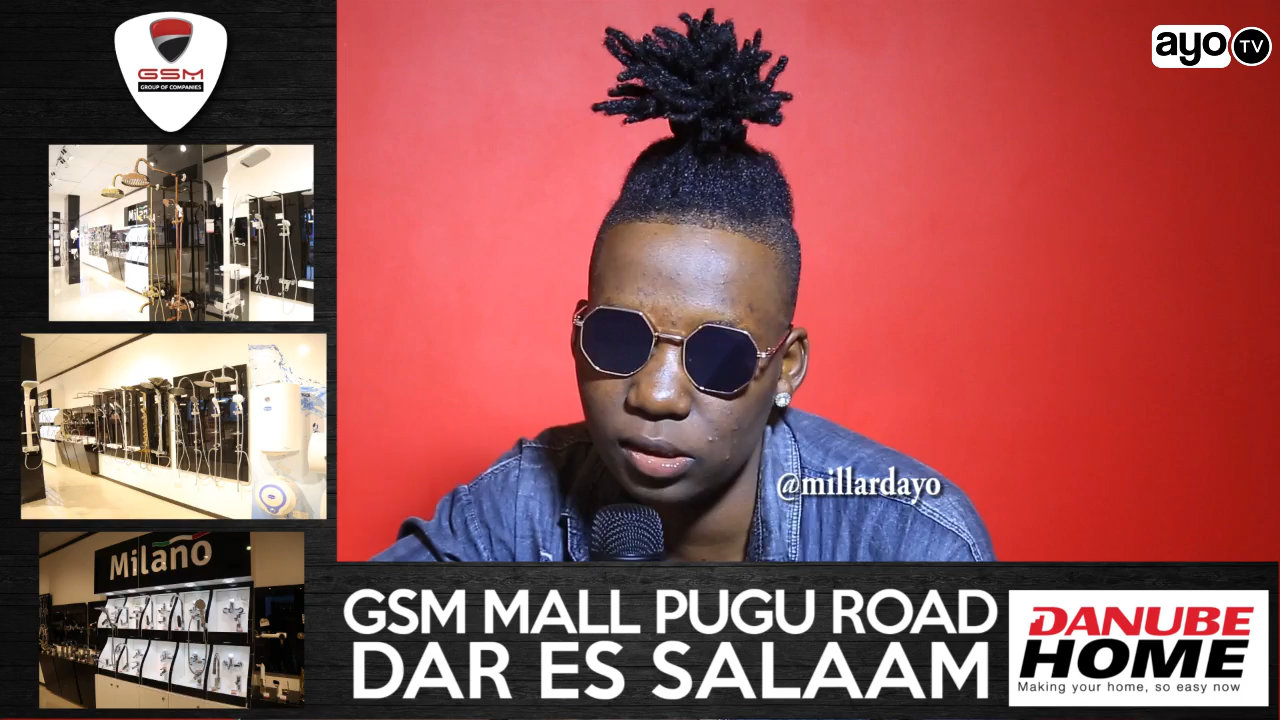 GSM
GROUP OF COMPANIES
ayo TV
Milano
Milano
@millardayo
GSM MALL PUGU ROAD
DAR ES SALAAM
DANUBE
HOME
Making your home, so easy now